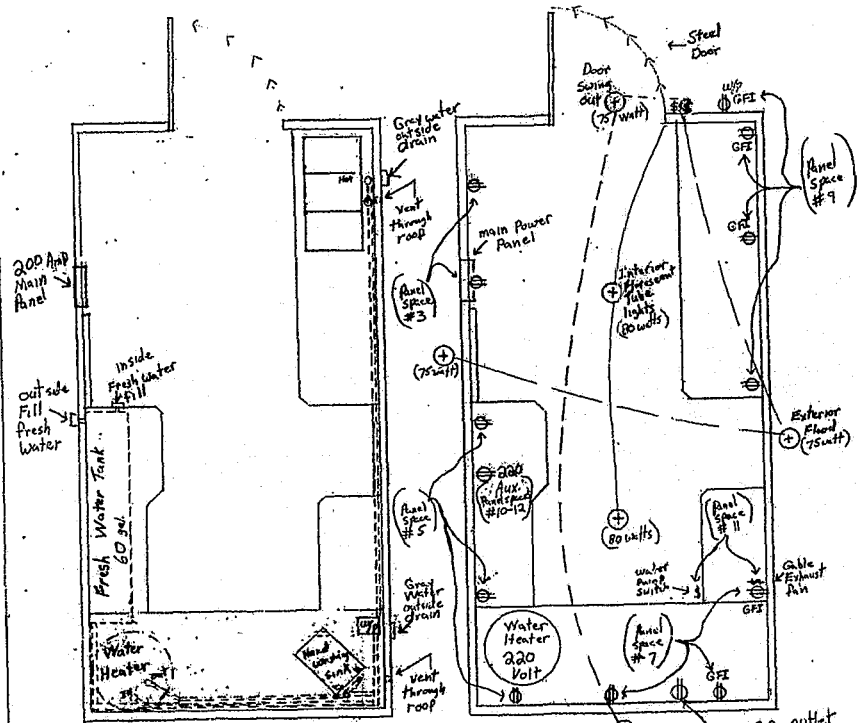 Steel
Door
Door
Swing
out
(75 watt)
W/P
GFI
GFI
GFI
Panel
Space
#9
Grey water
outside
drain
Hot
Vent
through
roof
main Power
Panel
200 Amp
Main
Panel
Panel
Space
#3
Interior
Tube
lights
(80 watts)
(75 watt)
inside
Fresh water
fill
outside
Fill
fresh
water
Fresh Water Tank
60 gal.
Exterior
Flood
(75 watt)
220
Aux.
Panel space
#10-12
Panel
Space
#5
(80 watts)
Panel
Space
#11
Water
Pump
Switch
Gable
Exhaust
Fan
GFI
Grey
Water
outside
drain
Water
Heater
Hand
washing
Sink
Vent
through
roof
Water
Heater
220
Volt
Panel
Space
#7
GFI
outlet